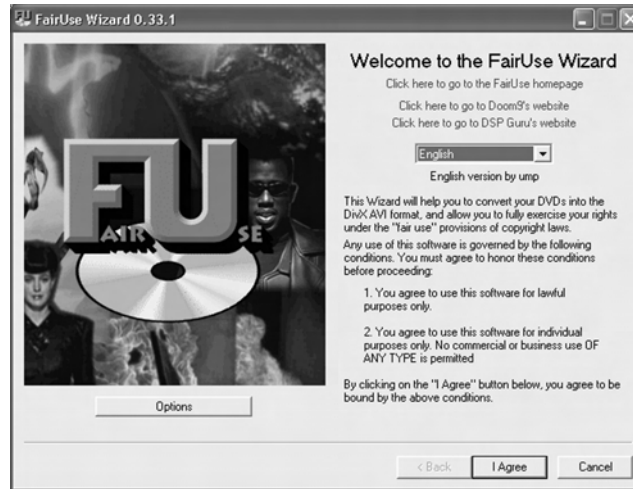 FairUse Wizard 0.33.1
FU
AIR SE
Options
Welcome to the FairUse Wizard
Click here to go to the FairUse homepage
Click here to go to Doom9's website
Click here to go to DSP Guru's website
English
English version by ump
This Wizard will help you to convert your DVDs into the
DivX AVI format, and allow you to fully exercise your rights
under the "fair use" provisions of copyright laws.
Any use of this software is governed by the following
conditions. You must agree to honor these conditions
before proceeding:
1. You agree to use this software for lawful
purposes only.
2. You agree to use this software for individual
purposes only. No commercial or business use OF
ANY TYPE is permitted
By clicking on the "I Agree" button below, you agree to be
bound by the above conditions.
< Back
I Agree
Cancel